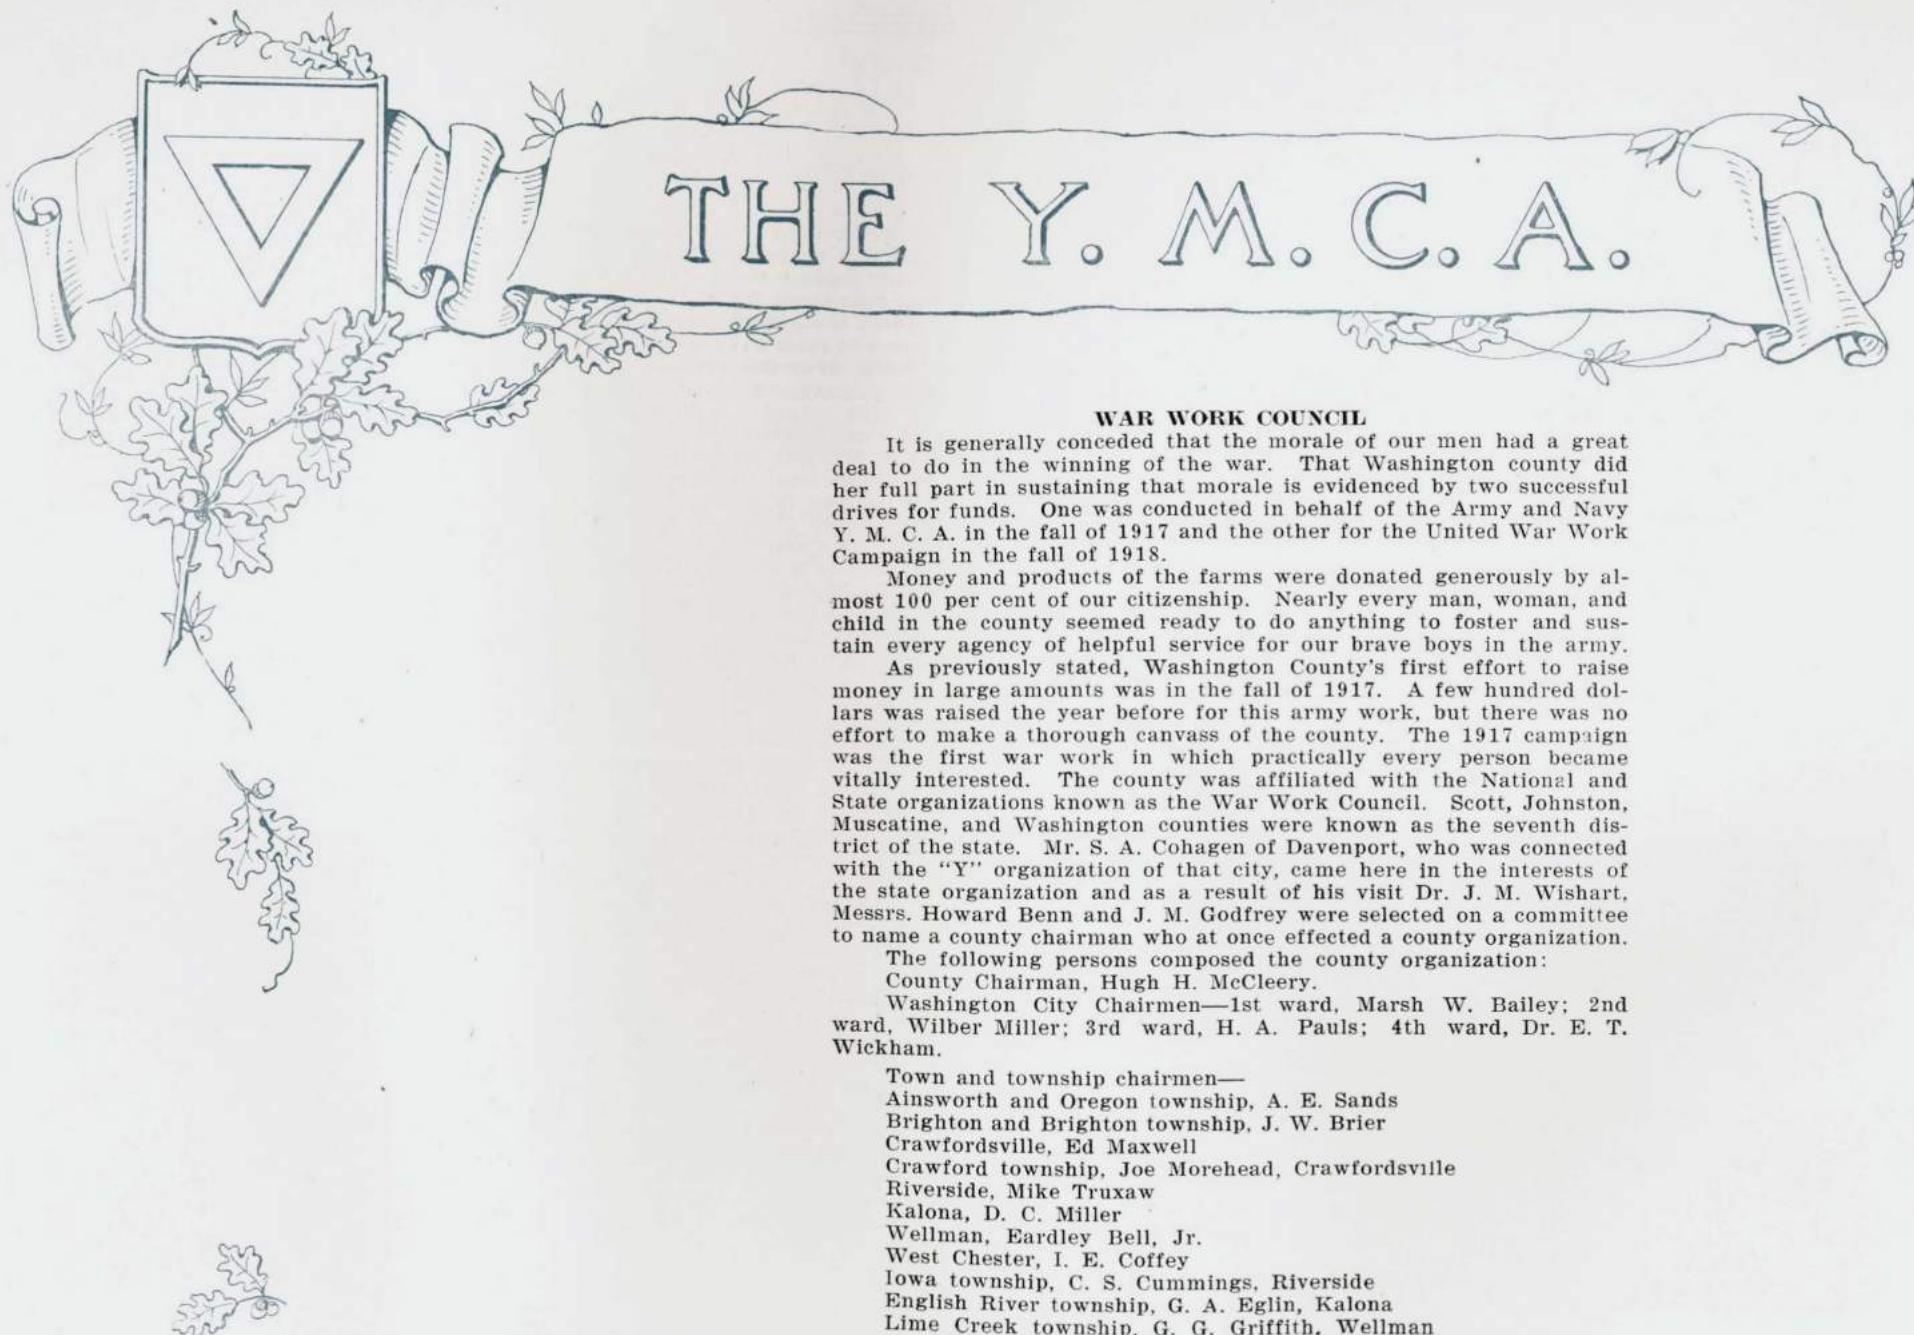 THE Y. M. C. A.
WAR WORK COUNCIL
It is generally conceded that the morale of our men had a great
deal to do in the winning of the war. That Washington county did
her full part in sustaining that morale is evidenced by two successful
drives for funds. One was conducted in behalf of the Army and Navy
Y. M. C. A. in the fall of 1917 and the other for the United War Work
Campaign in the fall of 1918.
Money and products of the farms were donated generously by al-
most 100 per cent of our citizenship. Nearly every man, woman, and
child in the county seemed ready to do anything to foster and sus-
tain every agency of helpful service for our brave boys in the army.
As previously stated, Washington County's first effort to raise
money in large amounts was in the fall of 1917. A few hundred dol-
lars was raised the year before for this army work, but there was no
effort to make a thorough canvass of the county. The 1917 campaign
was the first war work in which practically every person became
vitally interested. The county was affiliated with the National and
State organizations known as the War Work Council. Scott, Johnston,
Muscatine, and Washington counties were known as the seventh dis-
trict of the state. Mr. S. A. Cohagen of Davenport, who was connected
with the "Y" organization of that city, came here in the interests of
the state organization and as a result of his visit Dr. J. M. Wishart,
Messrs. Howard Benn and J. M. Godfrey were selected on a committee
to name a county chairman who at once effected a county organization.
The following persons composed the county organization:
County Chairman, Hugh H. McCleery.
Washington City Chairmen—1st ward, Marsh W. Bailey; 2nd
ward, Wilber Miller; 3rd ward, H. A. Pauls; 4th ward, Dr. E. T.
Wickham.
Town and township chairmen—
Ainsworth and Oregon township, A. E. Sands
Brighton and Brighton township, J. W. Brier
Crawfordsville, Ed Maxwell
Crawford township, Joe Morehead, Crawfordsville
Riverside, Mike Truxaw
Kalona, D. C. Miller
Wellman, Eardley Bell, Jr.
West Chester, I. E. Coffey
Iowa township, C. S. Cummings, Riverside
English River township, G. A. Eglin, Kalona
Lime Creek township, G. G. Griffith, Wellman